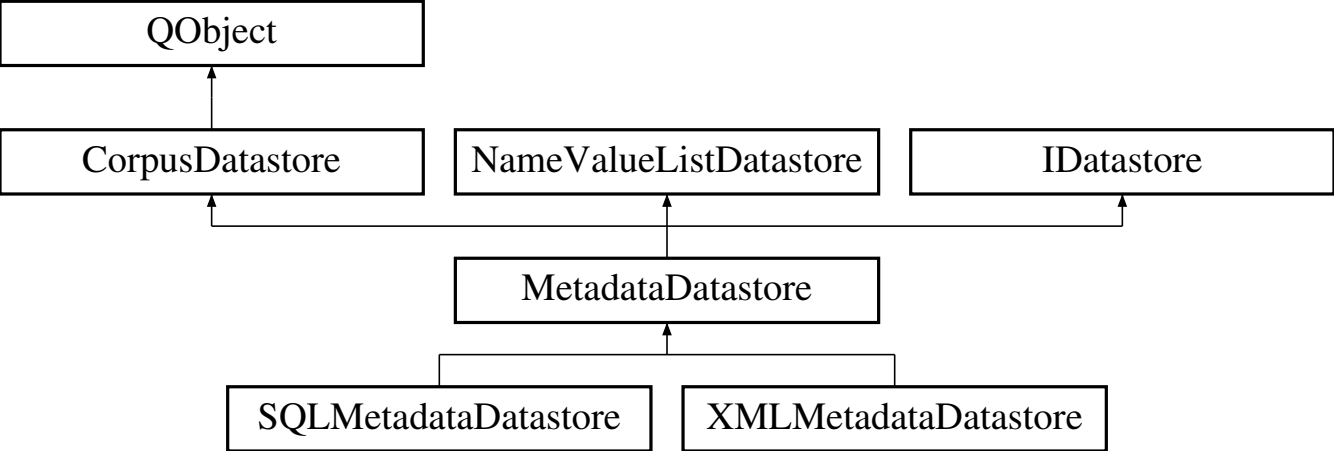 QObject
CorpusDatastore
NameValueListDatastore
IDatastore
MetadataDatastore
SQLMetadataDatastore
XMLMetadataDatastore